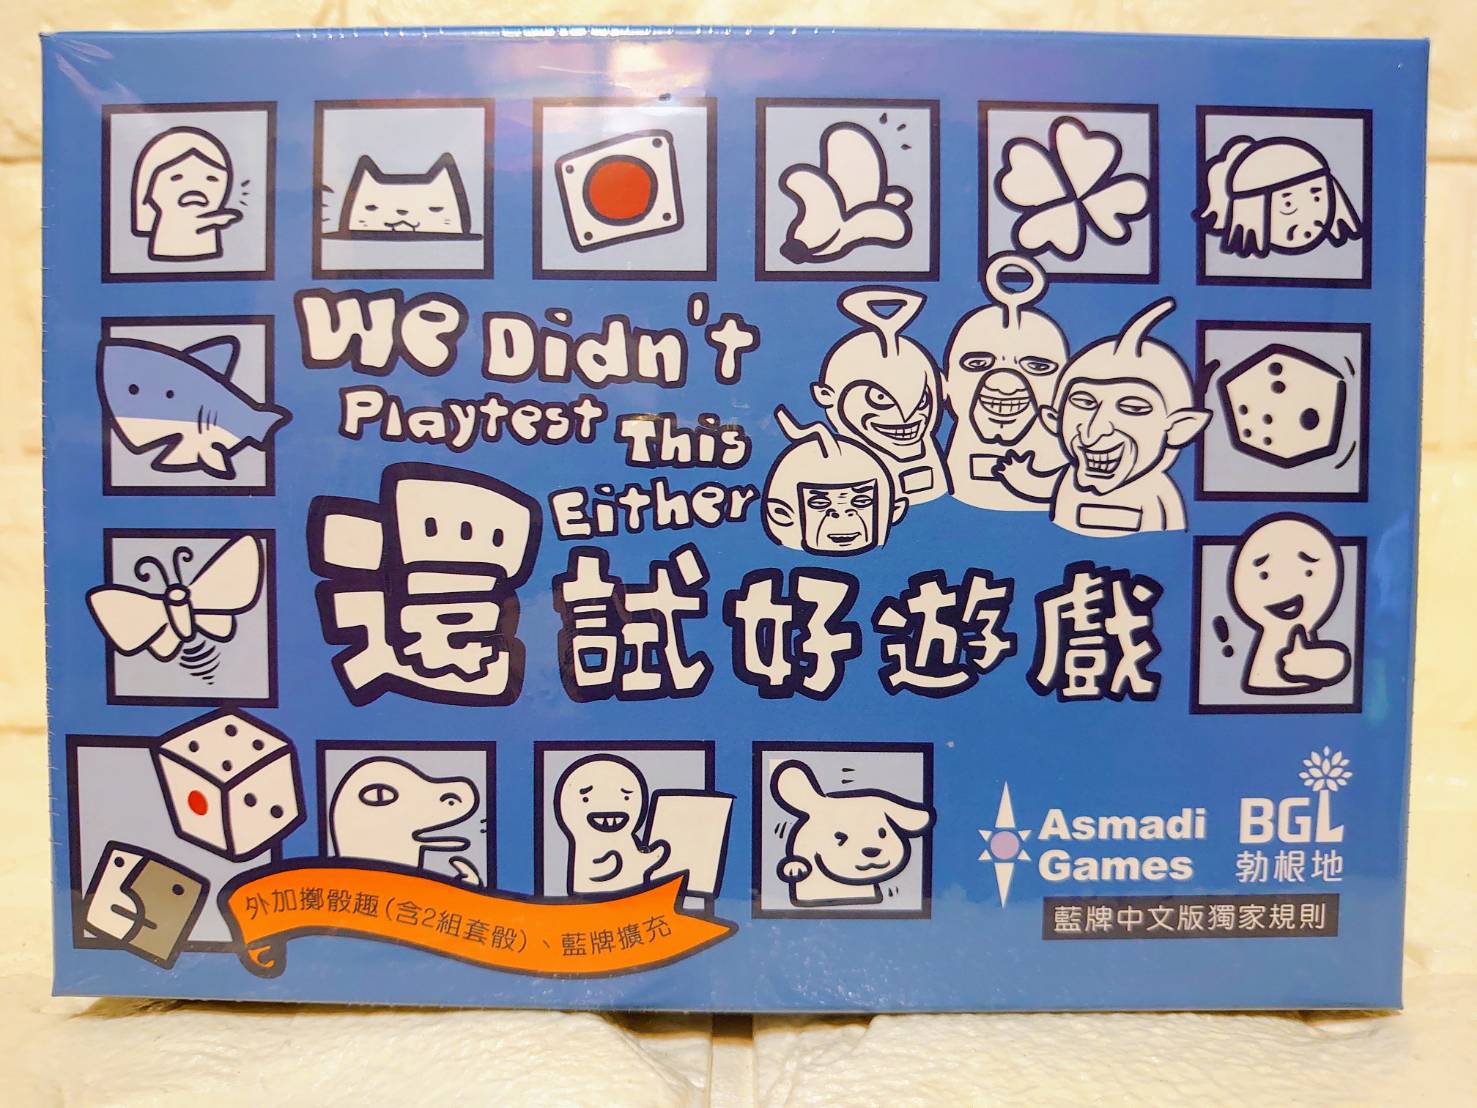 We Didn't
Playtest This
Either
還試好遊戲
Asmadi
Games
BGL
勃根地
藍牌中文版獨家規則
外加擲骰趣(含2組套骰)、藍牌擴充